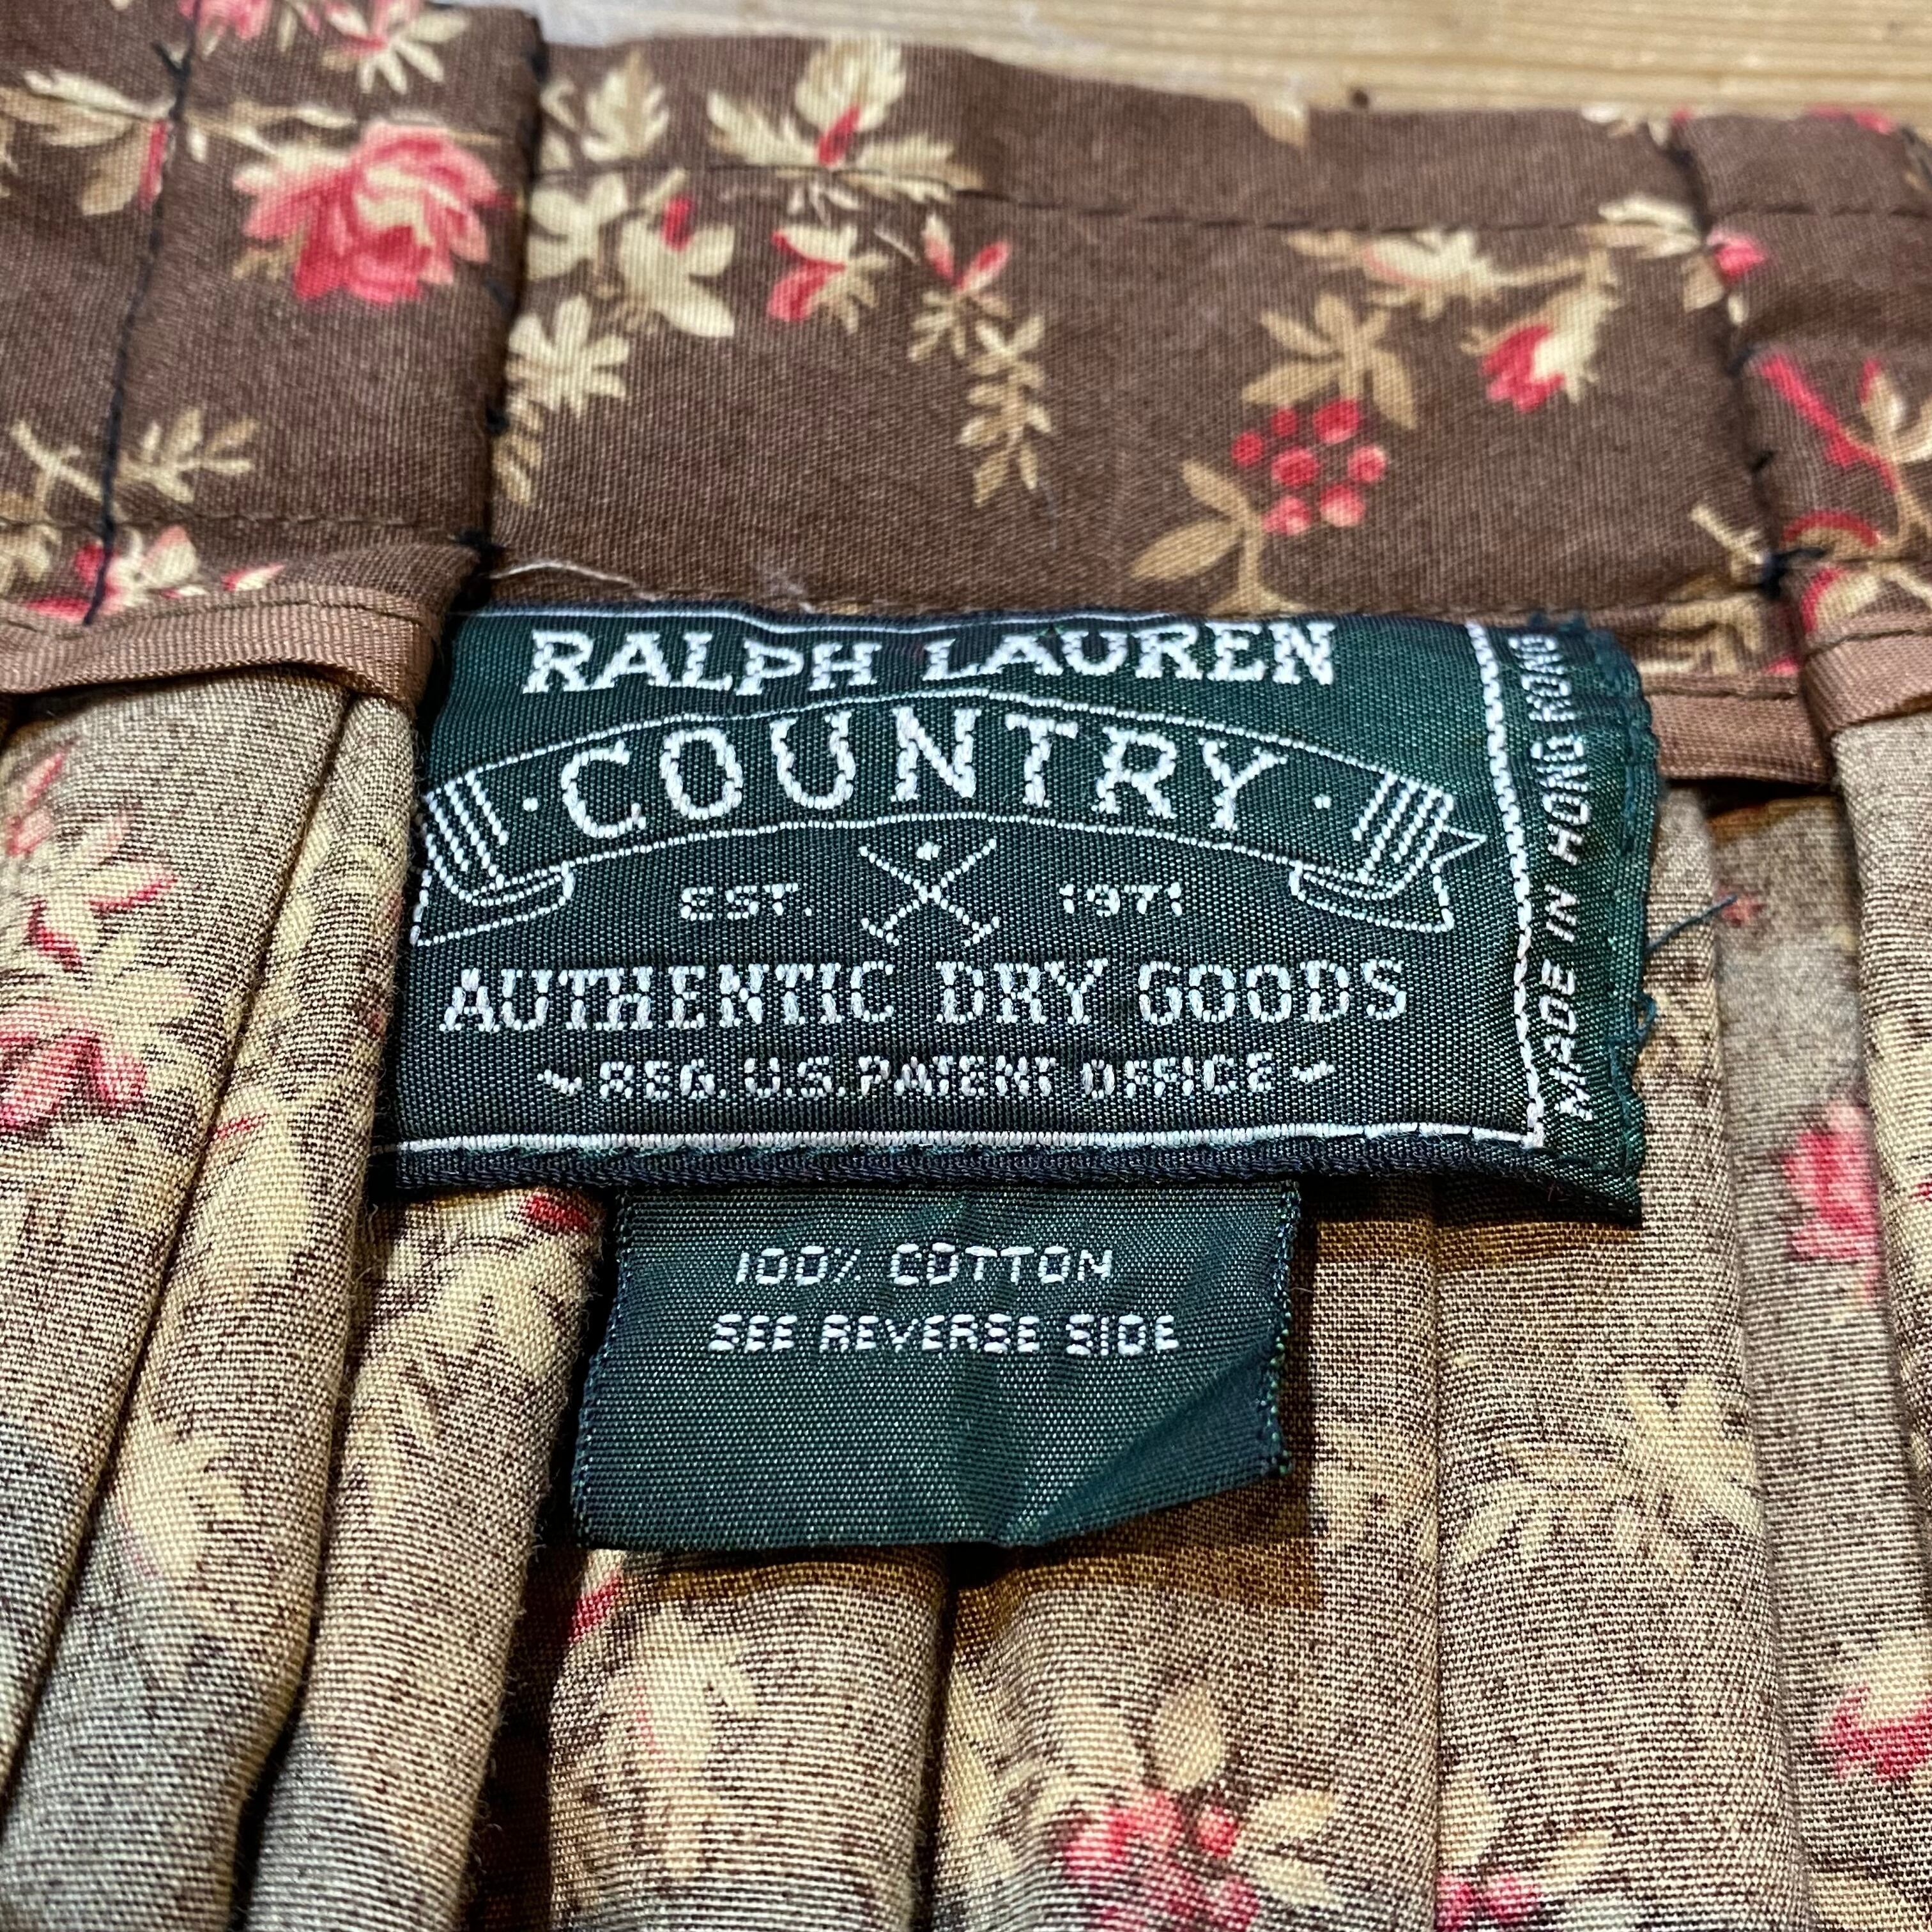 RALPH LAUREN
· COUNTRY ·
EST. 1971
AUTHENTIC DRY GOODS
~ REG. U.S. PATENT OFFICE ~
MADE IN HONG KONG
100% COTTON
SEE REVERSE SIDE